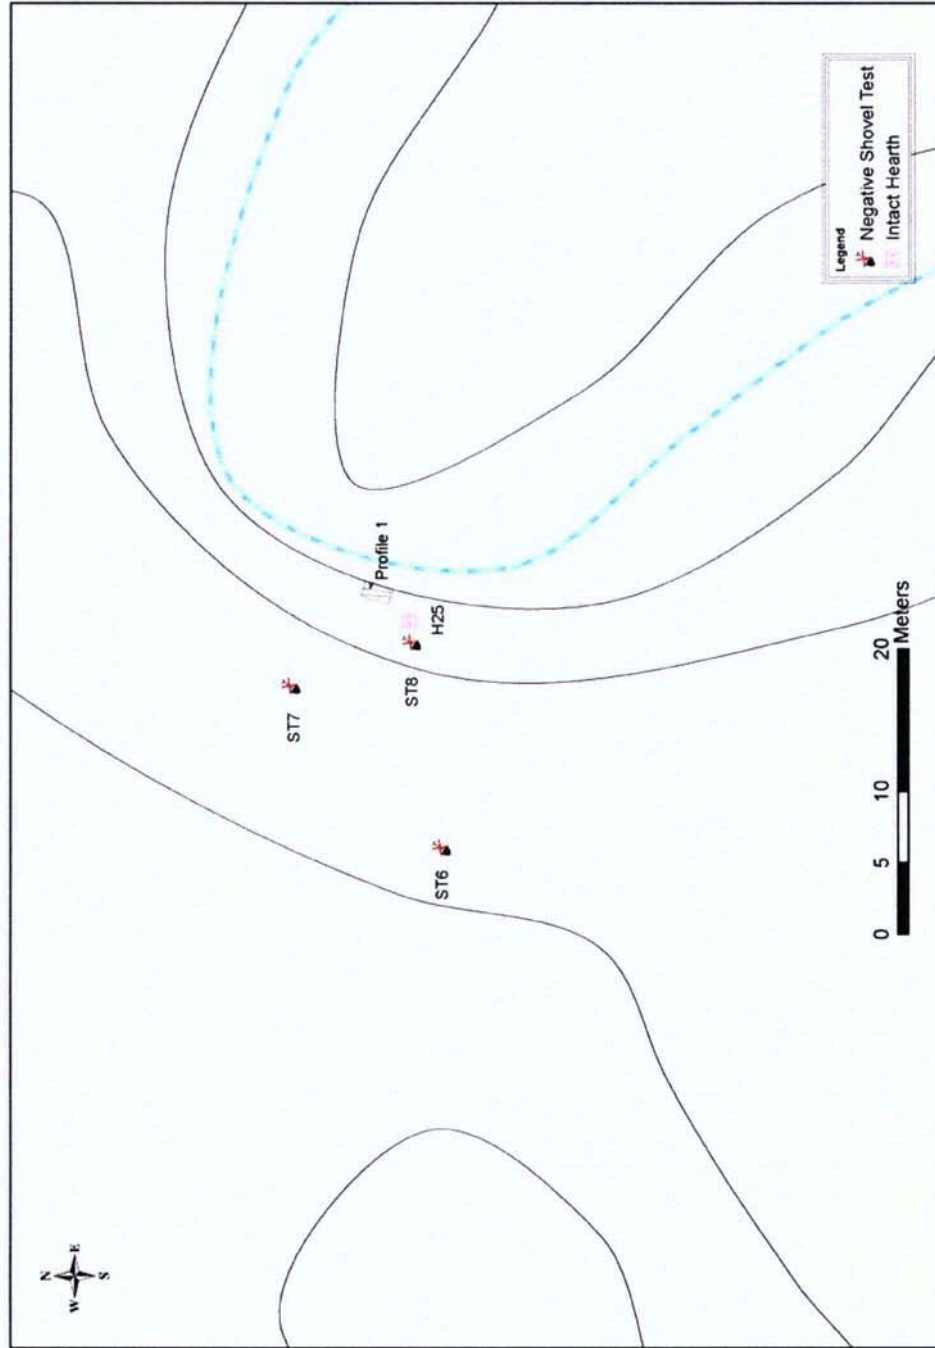 N
W E
S
ST7
Profile 1
ST8
H25
ST6
0 5 10 20
Meters
Legend
Negative Shovel Test
Intact Hearth